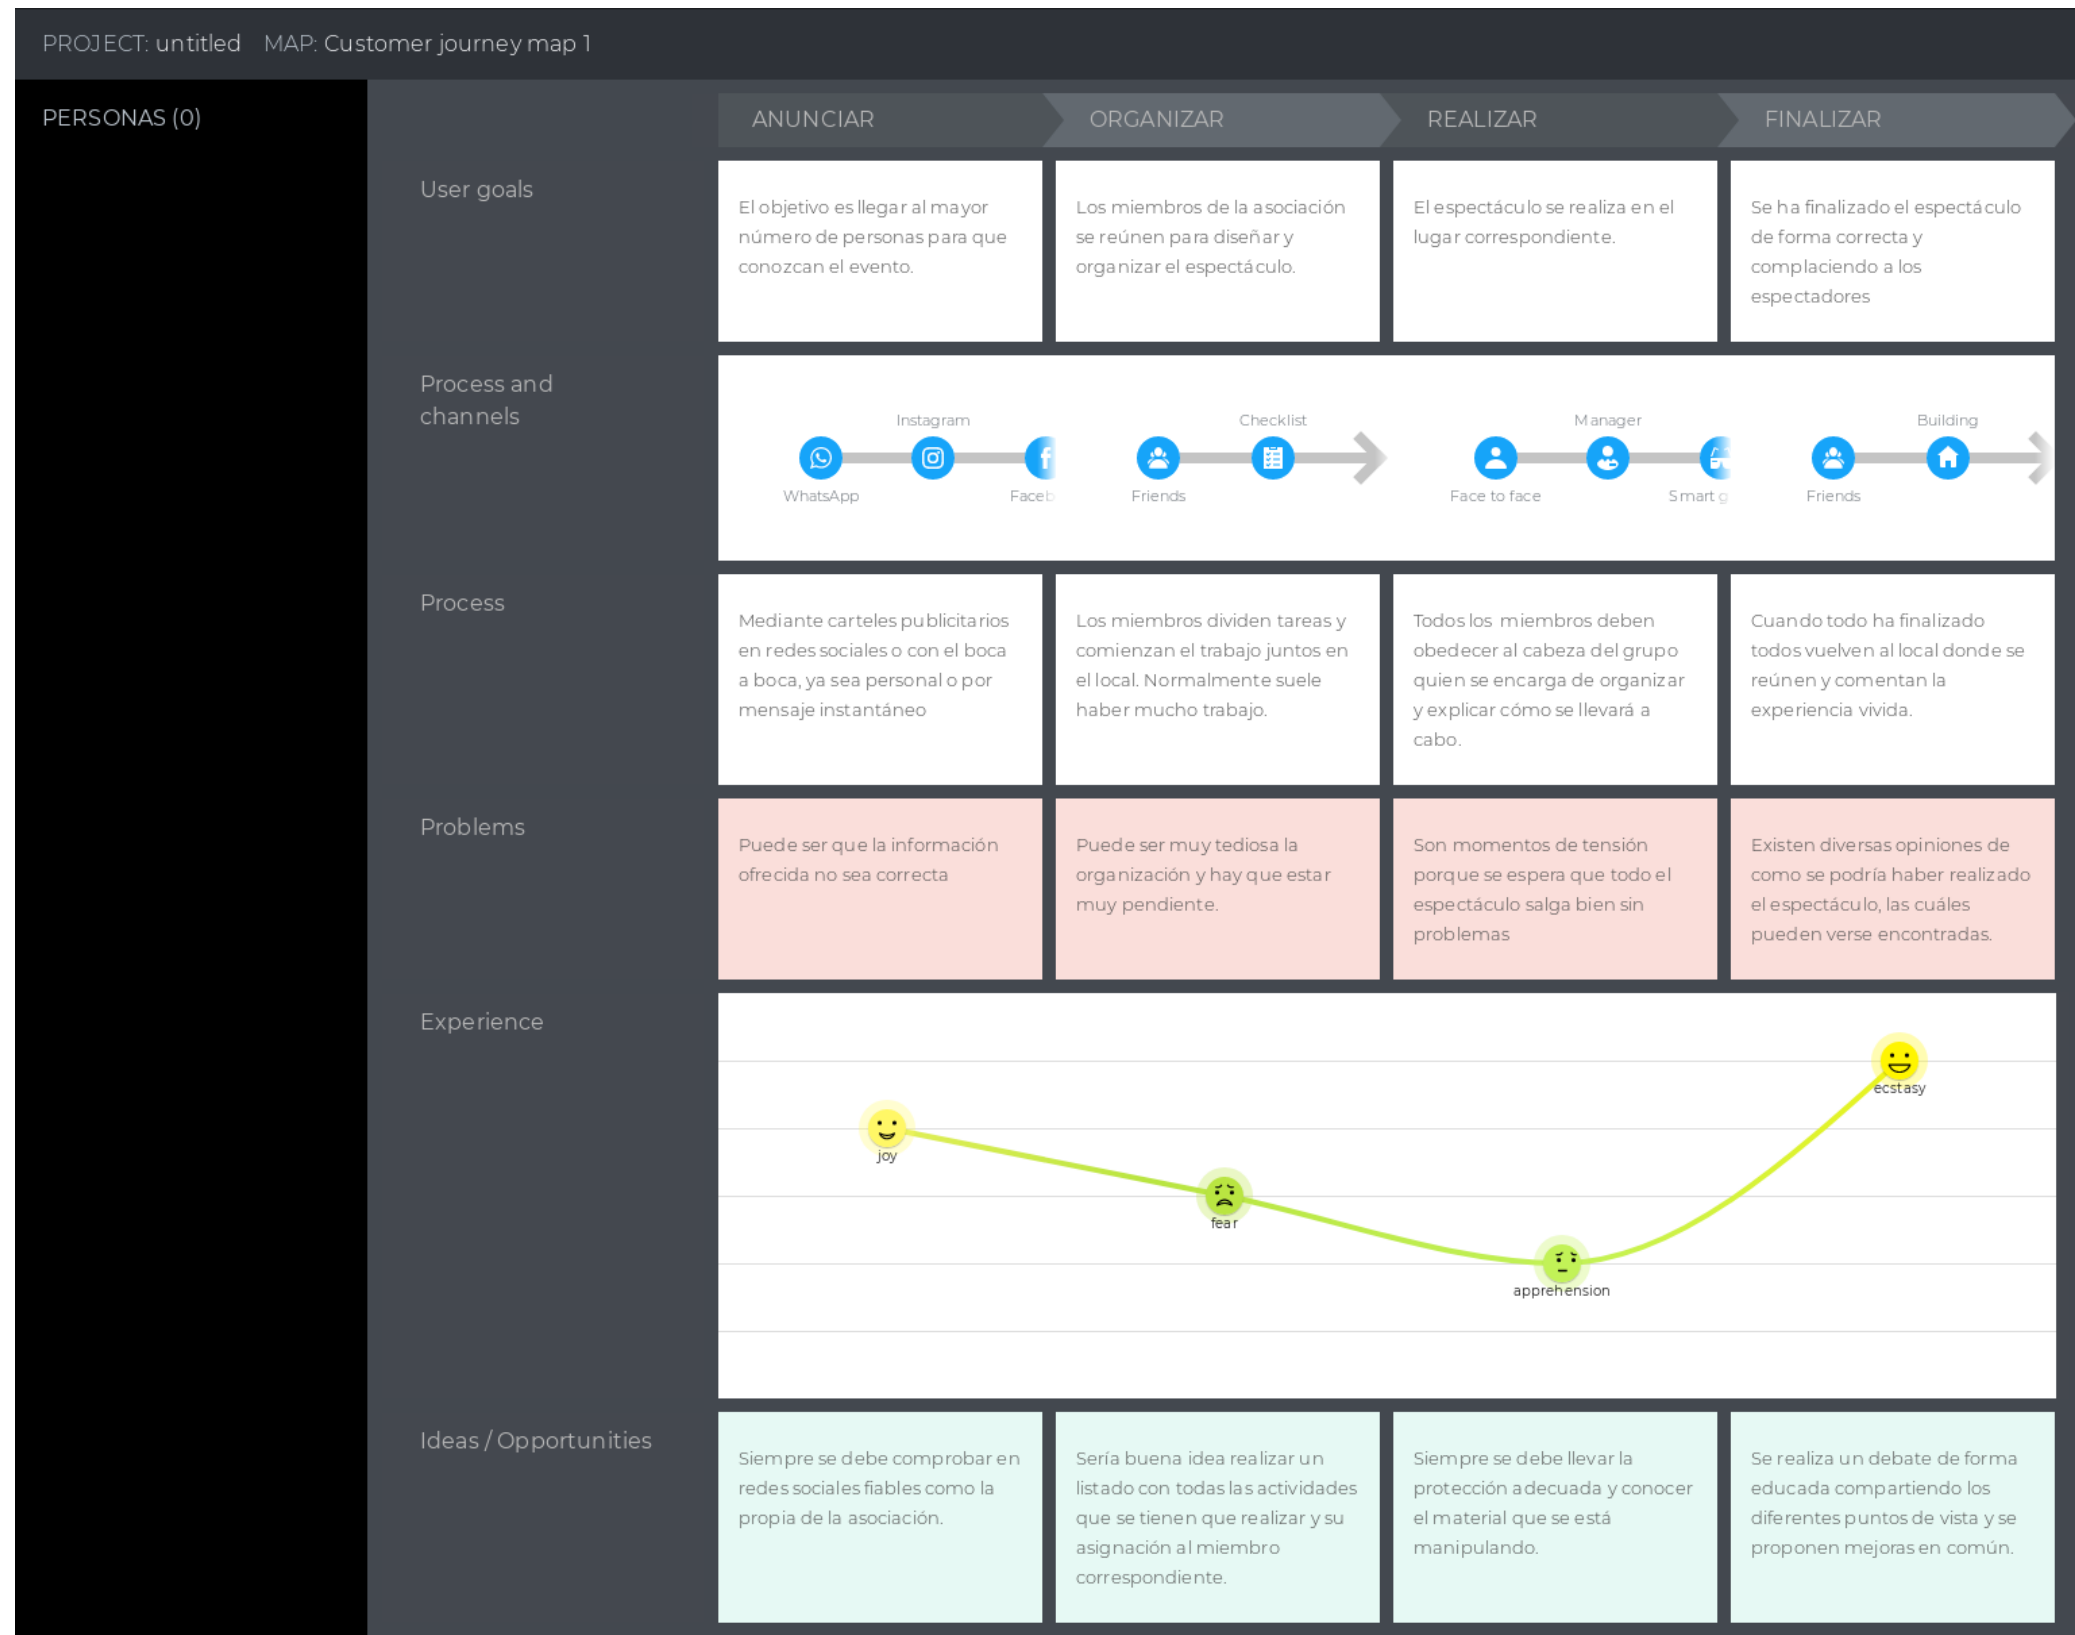 PROJECT: untitled MAP: Customer journey map 1
PERSONAS (0)
ANUNCIAR
ORGANIZAR
REALIZAR
FINALIZAR
User goals
El objetivo es llegar al mayor
número de personas para que
conozcan el evento.
Los miembros de la asociación
se reúnen para diseñar y
organizar el espectáculo.
El espectáculo se realiza en el
lugar correspondiente.
Se ha finalizado el espectáculo
de forma correcta y
complaciendo a los
espectadores
Process and
channels
Instagram
WhatsApp
Faceb
Checklist
Friends
Manager
Face to face
Smart g
Building
Friends
Process
Mediante carteles publicitarios
en redes sociales o con el boca
a boca, ya sea personal o por
mensaje instantáneo
Los miembros dividen tareas y
comienzan el trabajo juntos en
el local. Normalmente suele
haber mucho trabajo.
Todos los miembros deben
obedecer al cabeza del grupo
quien se encarga de organizar
y explicar cómo se llevará a
cabo.
Cuando todo ha finalizado
todos vuelven al local donde se
reúnen y comentan la
experiencia vivida.
Problems
Puede ser que la información
ofrecida no sea correcta
Puede ser muy tediosa la
organización y hay que estar
muy pendiente.
Son momentos de tensión
porque se espera que todo el
espectáculo salga bien sin
problemas
Existen diversas opiniones de
como se podría haber realizado
el espectáculo, las cuáles
pueden verse encontradas.
Experience
joy
fear
apprehension
ecstasy
Ideas / Opportunities
Siempre se debe comprobar en
redes sociales fiables como la
propia de la asociación.
Sería buena idea realizar un
listado con todas las actividades
que se tienen que realizar y su
asignación al miembro
correspondiente.
Siempre se debe llevar la
protección adecuada y conocer
el material que se está
manipulando.
Se realiza un debate de forma
educada compartiendo los
diferentes puntos de vista y se
proponen mejoras en común.